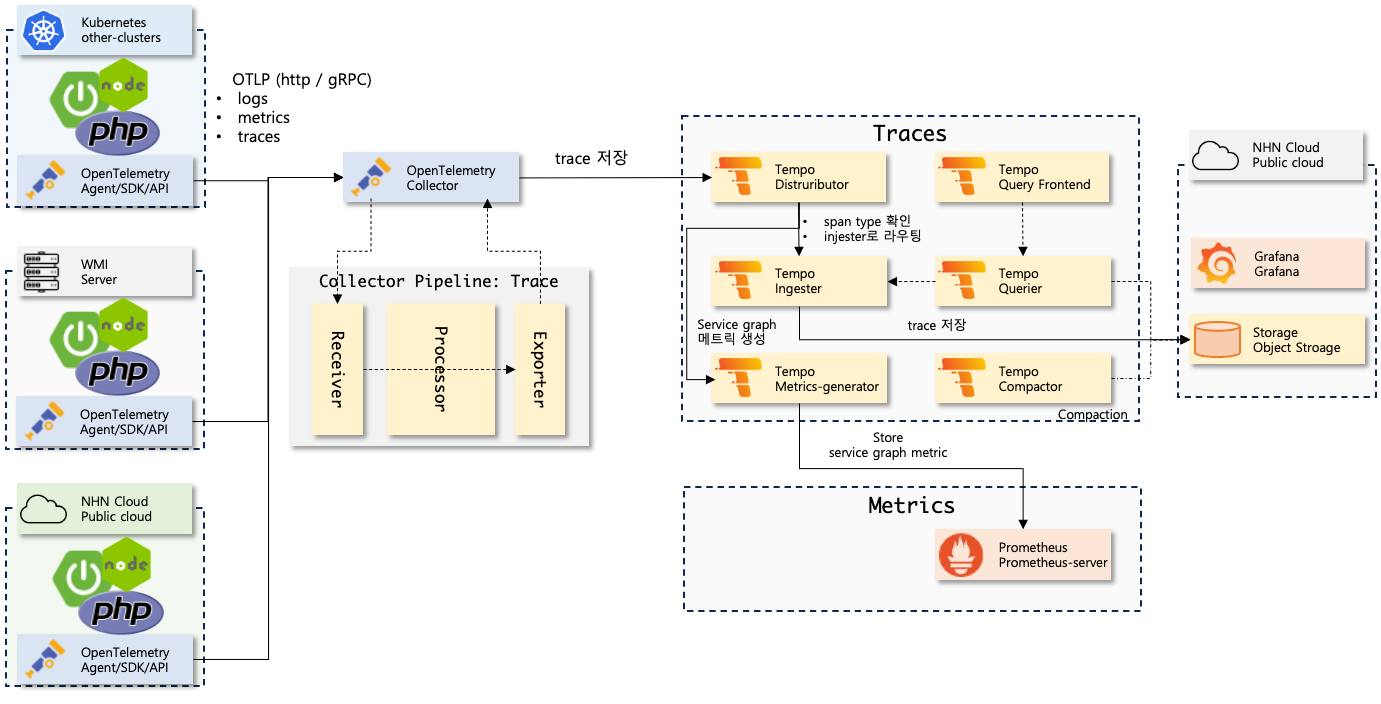 Kubernetes
other-clusters
node
php
OpenTelemetry
Agent/SDK/API
OTLP (http / gRPC)
• logs
• metrics
• traces
WMI
Server
node
php
OpenTelemetry
Agent/SDK/API
NHN Cloud
Public cloud
node
php
OpenTelemetry
Agent/SDK/API
OpenTelemetry
Collector
trace 저장
Collector Pipeline: Trace
Receiver
Processor
Exporter
Traces
Tempo
Distruributor
Tempo
Query Frontend
• span type 확인
• injester로 라우팅
Tempo
Ingester
Tempo
Querier
Service graph
메트릭 생성
trace 저장
Tempo
Metrics-generator
Tempo
Compactor
Compaction
Store
service graph metric
Metrics
Prometheus
Prometheus-server
NHN Cloud
Public cloud
Grafana
Grafana
Storage
Object Stroage